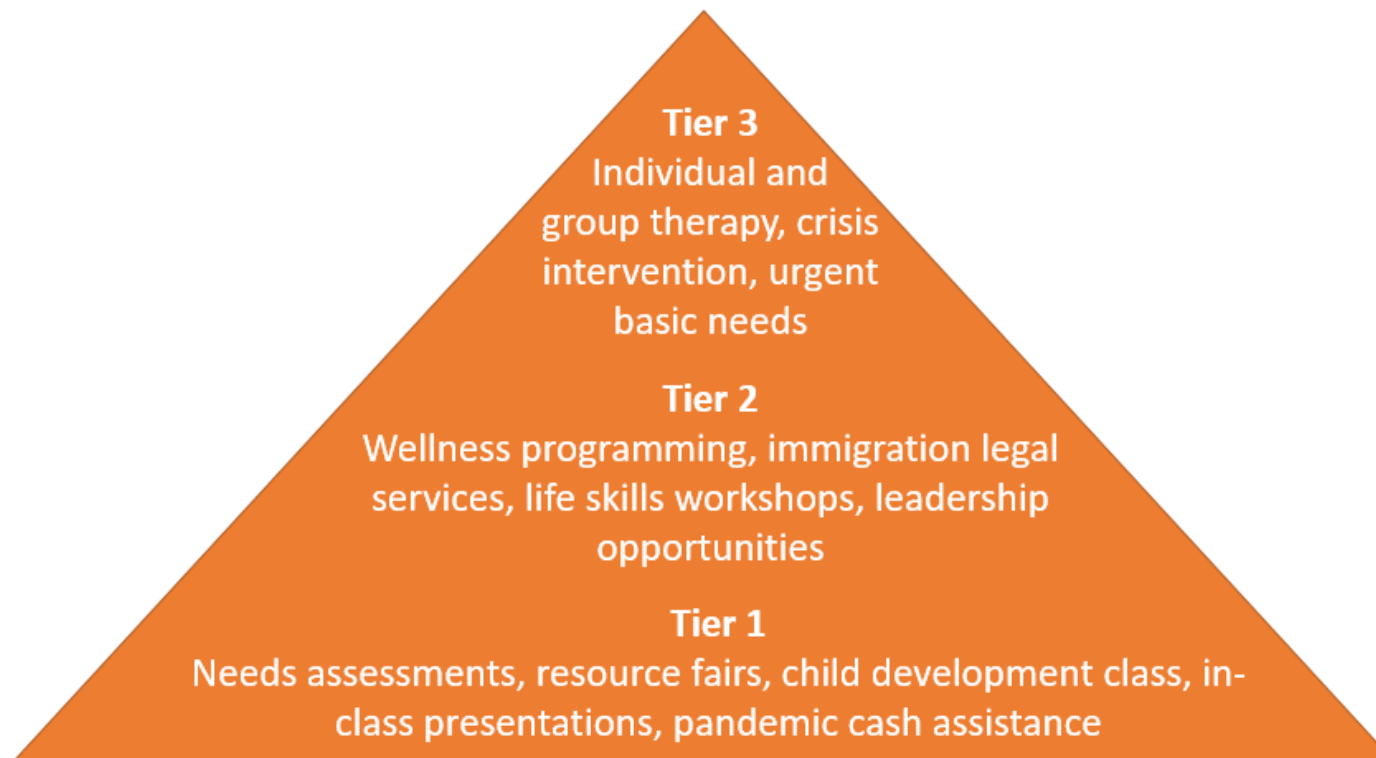 Tier 3
Individual and
group therapy, crisis
intervention, urgent
basic needs
Tier 2
Wellness programming, immigration legal
services, life skills workshops, leadership
opportunities
Tier 1
Needs assessments, resource fairs, child development class, in-
class presentations, pandemic cash assistance